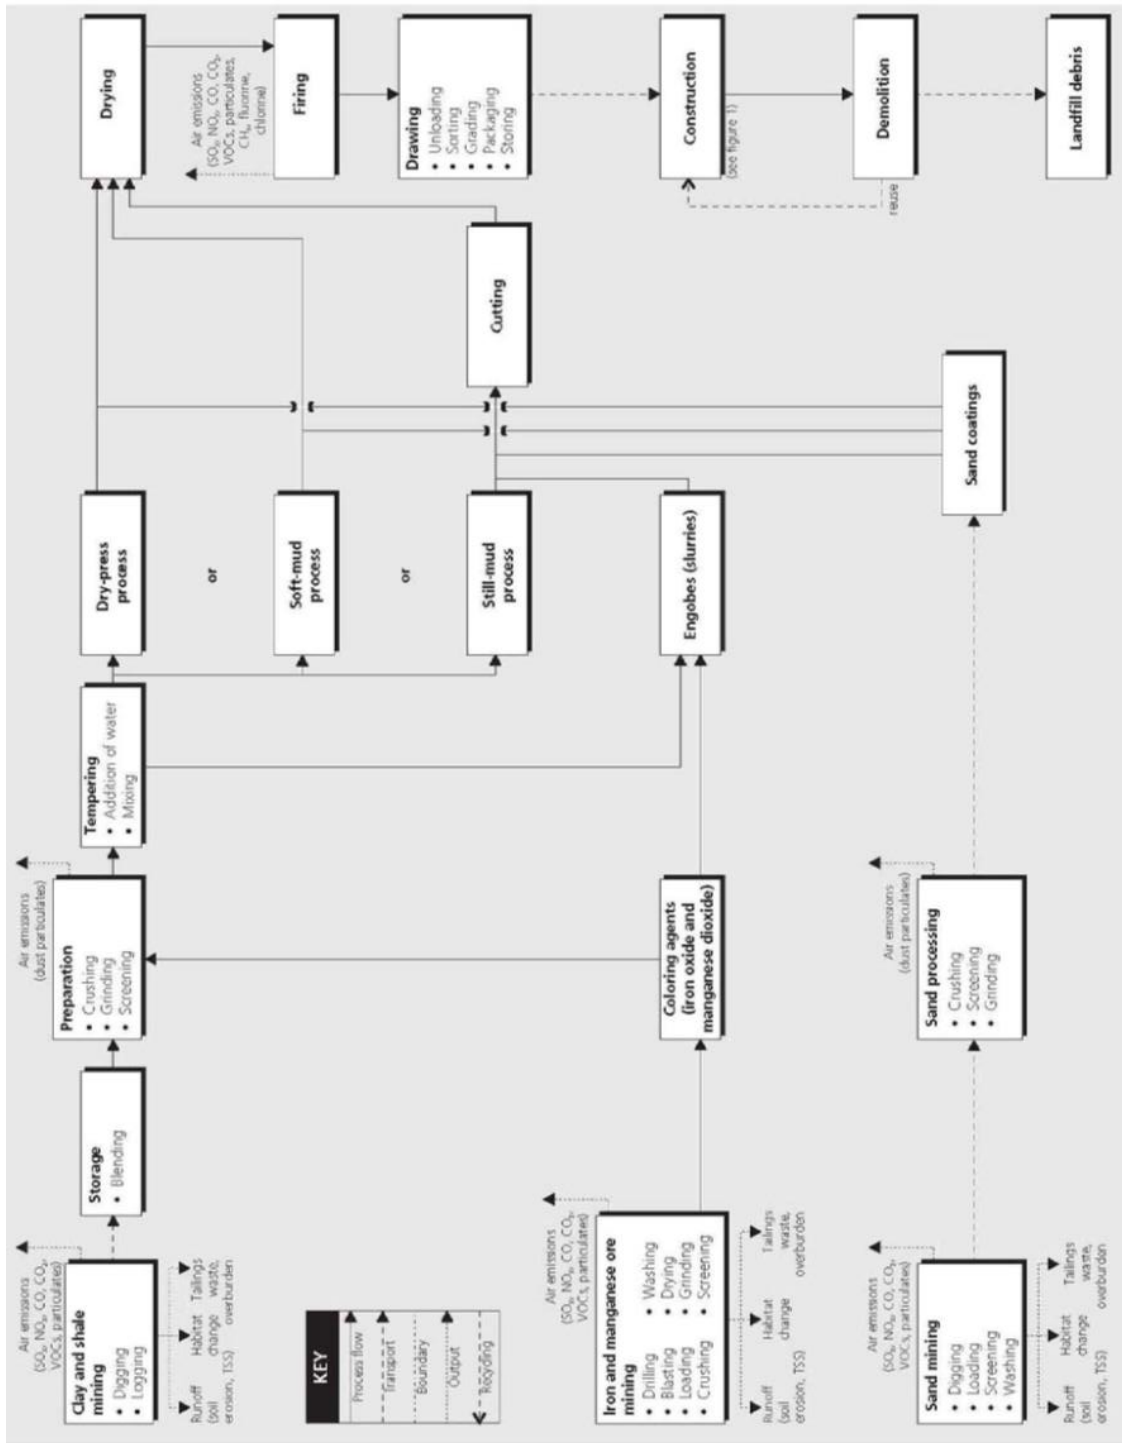 Air emissions
(SOₓ, NOₓ, CO, CO₂,
VOCs, particulates)
Clay and shale
mining
• Digging
• Logging
Runoff
(soil
erosion, TSS)
Habitat
change
Tailings
waste,
overburden
Storage
• Blending
Air emissions
(dust particulates)
Preparation
• Crushing
• Grinding
• Screening
Tempering
• Addition of water
• Mixing
Dry-press
process
or
Soft-mud
process
or
Still-mud
process
Engobes (slurries)
Cutting
Drying
Air emissions
(SOₓ, NOₓ, CO, CO₂,
VOCs, particulates,
CH₄, fluorine,
chlorine)
Firing
Drawing
• Unloading
• Sorting
• Grading
• Packaging
• Storing
Construction
(see figure 1)
Demolition
reuse
Landfill debris
KEY
Process flow
Transport
Boundary
Output
Recycling
Air emissions
(SOₓ, NOₓ, CO, CO₂,
VOCs, particulates)
Iron and manganese ore
mining
• Drilling • Washing
• Blasting • Drying
• Loading • Grinding
• Crushing • Screening
Runoff
(soil
erosion, TSS)
Habitat
change
Tailings
waste,
overburden
Coloring agents
(iron oxide and
manganese dioxide)
Air emissions
(SOₓ, NOₓ, CO, CO₂,
VOCs, particulates)
Sand mining
• Digging
• Loading
• Screening
• Washing
Runoff
(soil
erosion, TSS)
Habitat
change
Tailings
waste,
overburden
Air emissions
(dust particulates)
Sand processing
• Crushing
• Screening
• Grinding
Sand coatings